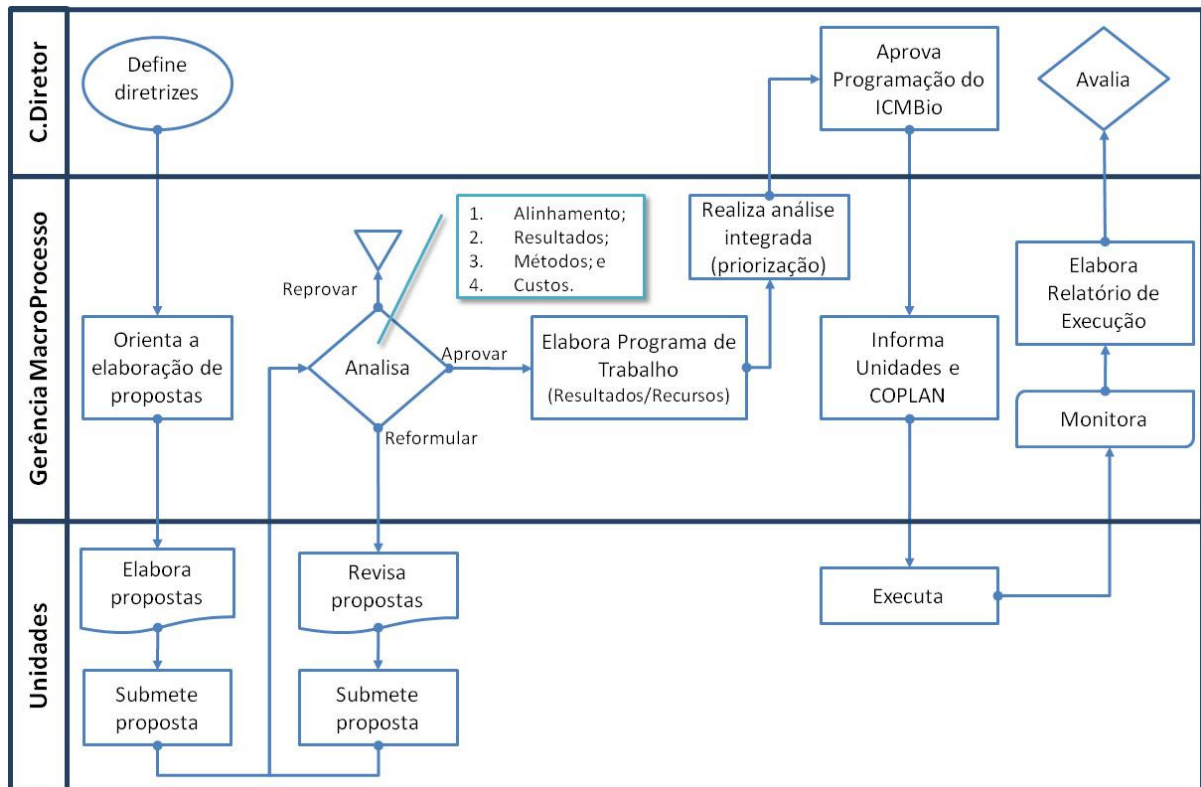 C.Diretor
Define
diretrizes
Aprova
Programação do
ICMBio
Avalia
Gerência MacroProcesso
Orienta a
elaboração de
propostas
Reprovar
Analisa
1. Alinhamento;
2. Resultados;
3. Métodos; e
4. Custos.
Aprovar
Reformular
Elabora Programa de
Trabalho
(Resultados/Recursos)
Realiza análise
integrada
(priorização)
Informa
Unidades e
COPLAN
Elabora
Relatório de
Execução
Monitora
Unidades
Elabora
propostas
Submete
proposta
Revisa
propostas
Submete
proposta
Executa